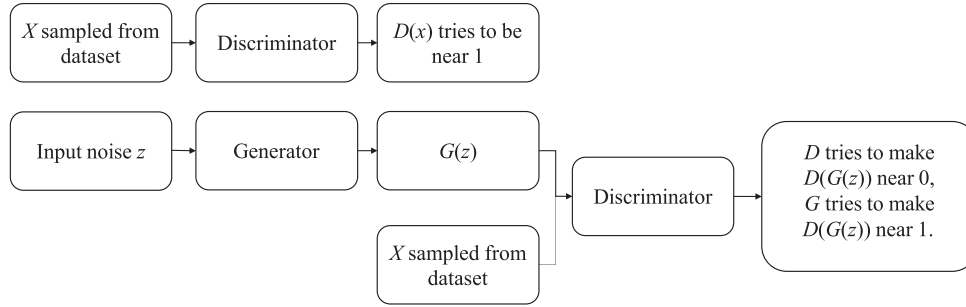 X sampled from
dataset
Discriminator
D(x) tries to be
near 1
Input noise z
Generator
G(z)
X sampled from
dataset
Discriminator
D tries to make
D(G(z)) near 0,
G tries to make
D(G(z)) near 1.